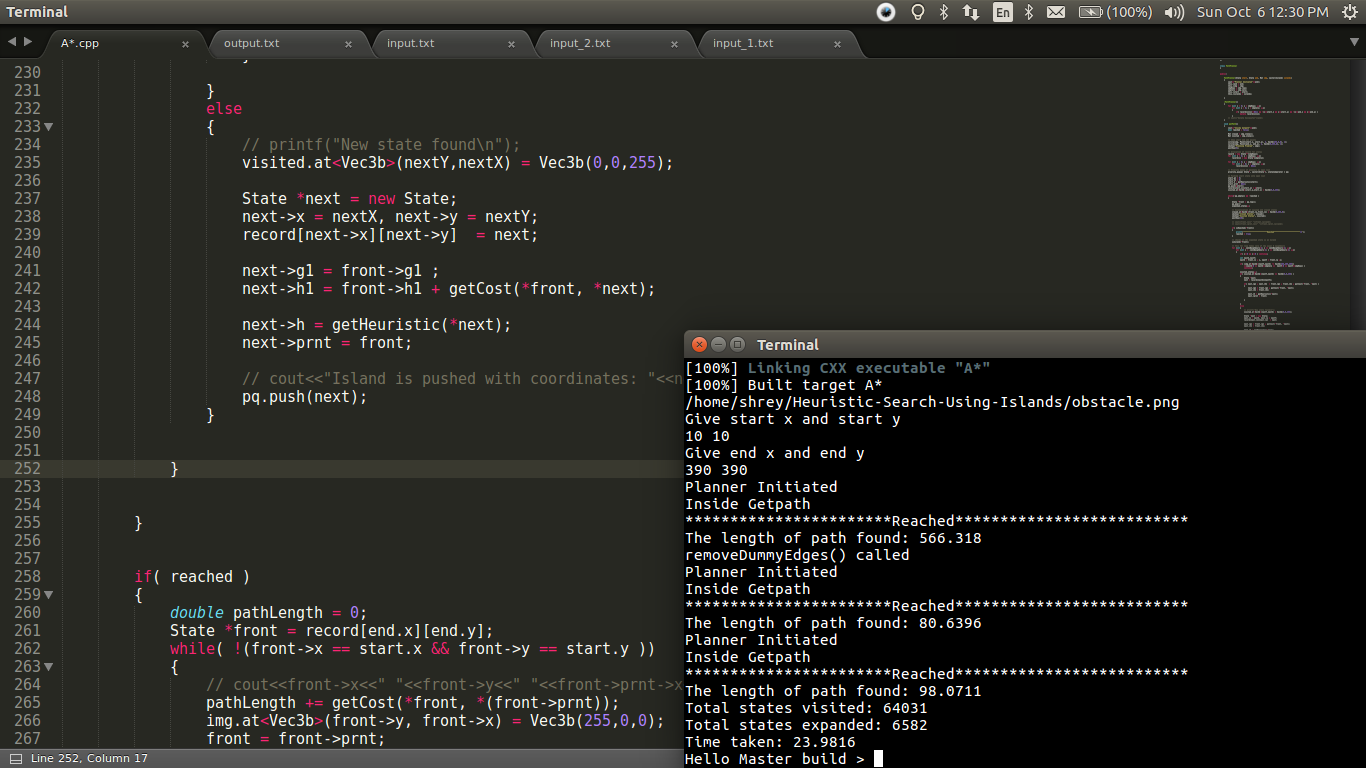 Terminal
En
(100%)
Sun Oct 6 12:30 PM
A*.cpp
output.txt
input.txt
input_2.txt
input_1.txt
230 }
231 }
232 else
233 {
234 // printf("New state found\n");
235 visited.at<Vec3b>(nextY,nextX) = Vec3b(0,0,255);
236
237 State *next = new State;
238 next->x = nextX, next->y = nextY;
239 record[next->x][next->y]  = next;
240
241 next->g1 = front->g1 ;
242 next->h1 = front->h1 + getCost(*front, *next);
243
244 next->h = getHeuristic(*next);
245 next->prnt = front;
246
247 // cout<<"Island is pushed with coordinates: "<<n
248 pq.push(next);
249 }
250
251
252 }
253
254
255 }
256
257
258 if( reached )
259 {
260 double pathLength = 0;
261 State *front = record[end.x][end.y];
262 while( !(front->x == start.x && front->y == start.y ))
263 {
264 // cout<<front->x<<" "<<front->y<<" "<<front->prnt->x
265 pathLength += getCost(*front, *(front->prnt));
266 img.at<Vec3b>(front->y, front->x) = Vec3b(255,0,0);
267 front = front->prnt;
Line 252, Column 17
Terminal
[100%] Linking CXX executable "A*"
[100%] Built target A*
/home/shrey/Heuristic-Search-Using-Islands/obstacle.png
Give start x and start y
10 10
Give end x and end y
390 390
Planner Initiated
Inside Getpath
***********************Reached**************************
The length of path found: 566.318
removeDummyEdges() called
Planner Initiated
Inside Getpath
***********************Reached**************************
The length of path found: 80.6396
Planner Initiated
Inside Getpath
***********************Reached**************************
The length of path found: 98.0711
Total states visited: 64031
Total states expanded: 6582
Time taken: 23.9816
Hello Master build >